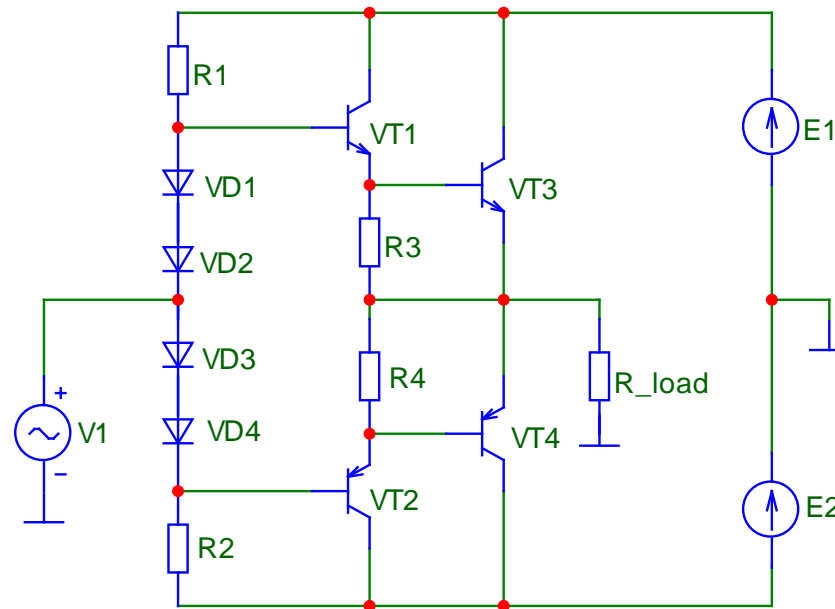 R1
VT1
E1
VD1
VT3
R3
VD2
VD3
R4
R_load
V1
VD4
VT4
VT2
E2
R2